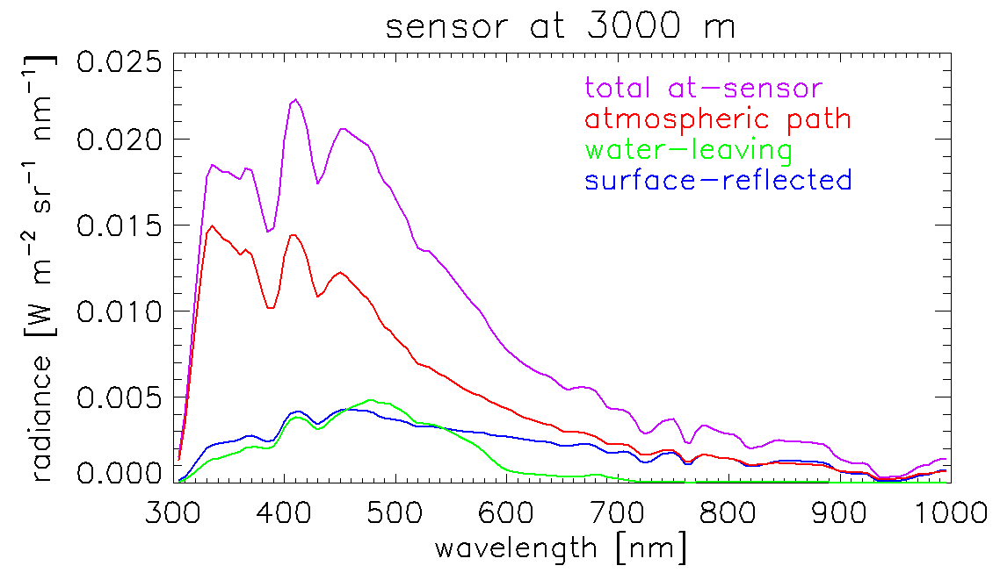 sensor at 3000 m
radiance [W m⁻² sr⁻¹ nm⁻¹]
0.025
0.020
0.015
0.010
0.005
0.000
total at-sensor
atmospheric path
water-leaving
surface-reflected
300 400 500 600 700 800 900 1000
wavelength [nm]